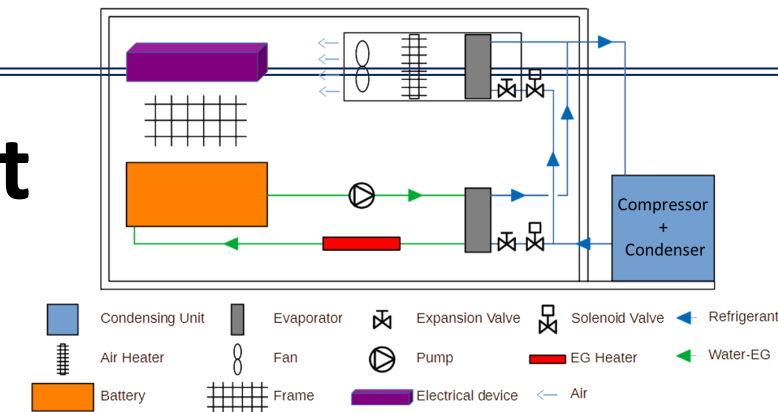 t
Compressor
+
Condenser
Condensing Unit
Evaporator
Expansion Valve
Solenoid Valve
Refrigerant
Air Heater
Fan
Pump
EG Heater
Water-EG
Battery
Frame
Electrical device
Air